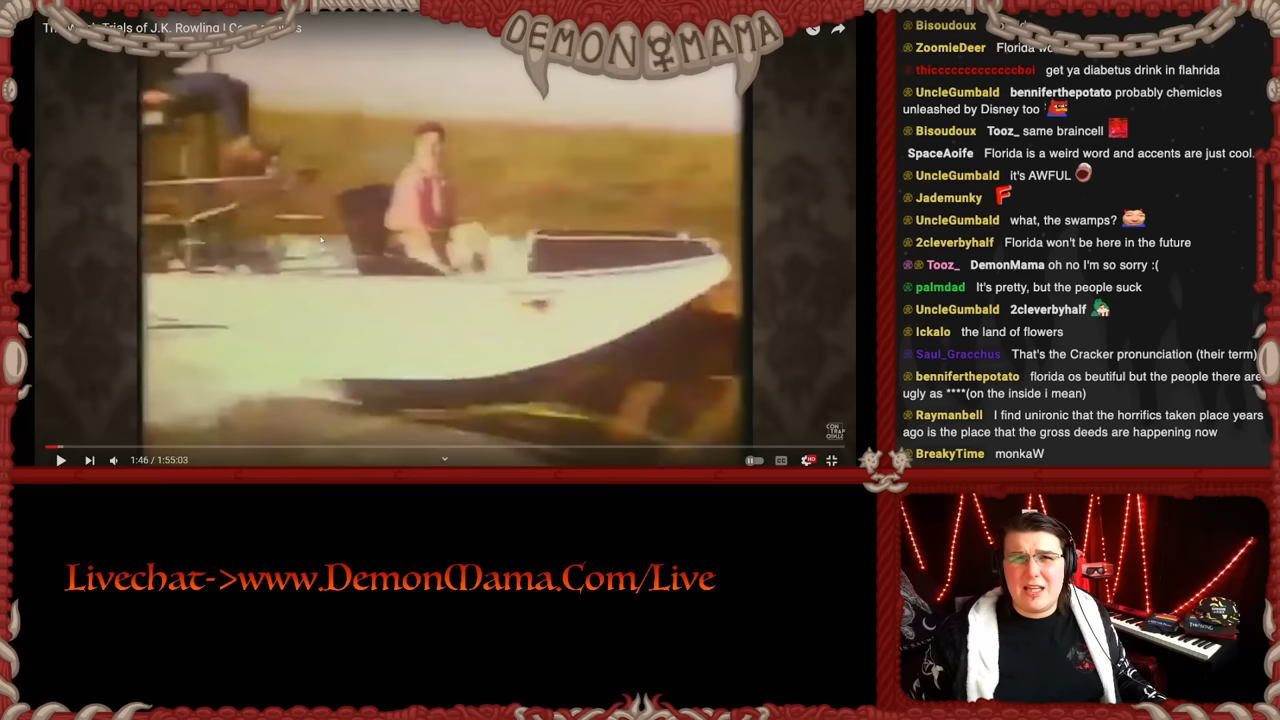 Trials of J.K. Rowling |
DEMON MAMA
Bisoudoux
ZoomieDeer Florida
thicccccccccccccboi get ya diabetus drink in flahrida
UncleGumbald benniferthepotato probably chemicles
unleashed by Disney too
Bisoudoux Tooz_ same braincell
SpaceAoife Florida is a weird word and accents are just cool.
UncleGumbald it's AWFUL
Jademunky
UncleGumbald what, the swamps?
2cleverbyhalf Florida won't be here in the future
Tooz_ DemonMama oh no I'm so sorry :(
palmdad It's pretty, but the people suck
UncleGumbald 2cleverbyhalf
lckalo the land of flowers
Saul_Gracchus That's the Cracker pronunciation (their term)
benniferthepotato florida os beutiful but the people there are
ugly as ****(on the inside i mean)
Raymanbell I find unironic that the horrifics taken place years
ago is the place that the gross deeds are happening now
BreakyTime monkaW
CON
TRAP
OINTS
1:46 / 1:55:03
CC
HD
Livechat->www.DemonMama.Com/Live